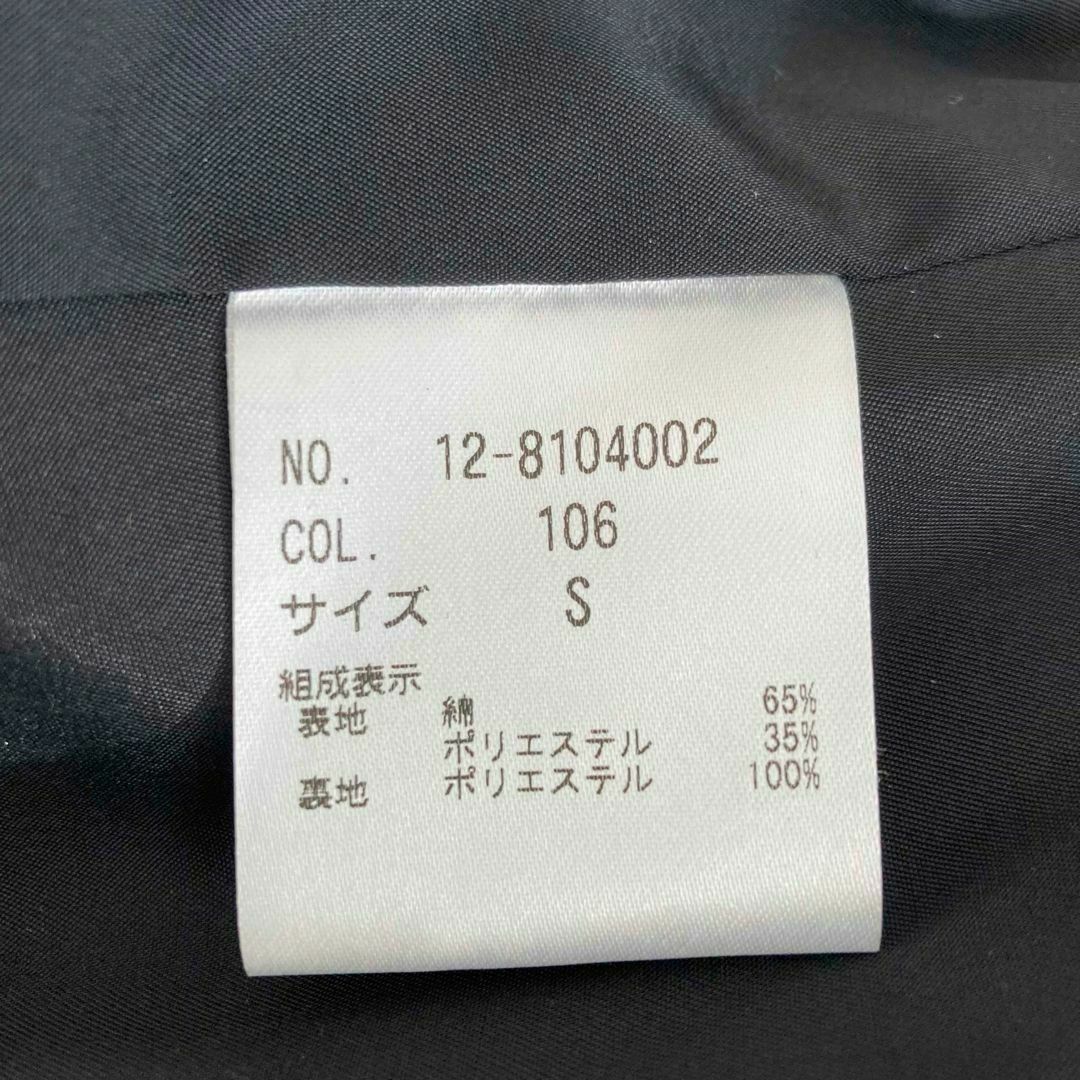 NO. 12-8104002
COL. 106
サイズ S
組成表示
表地 綿 65%
ポリエステル 35%
裏地 ポリエステル 100%